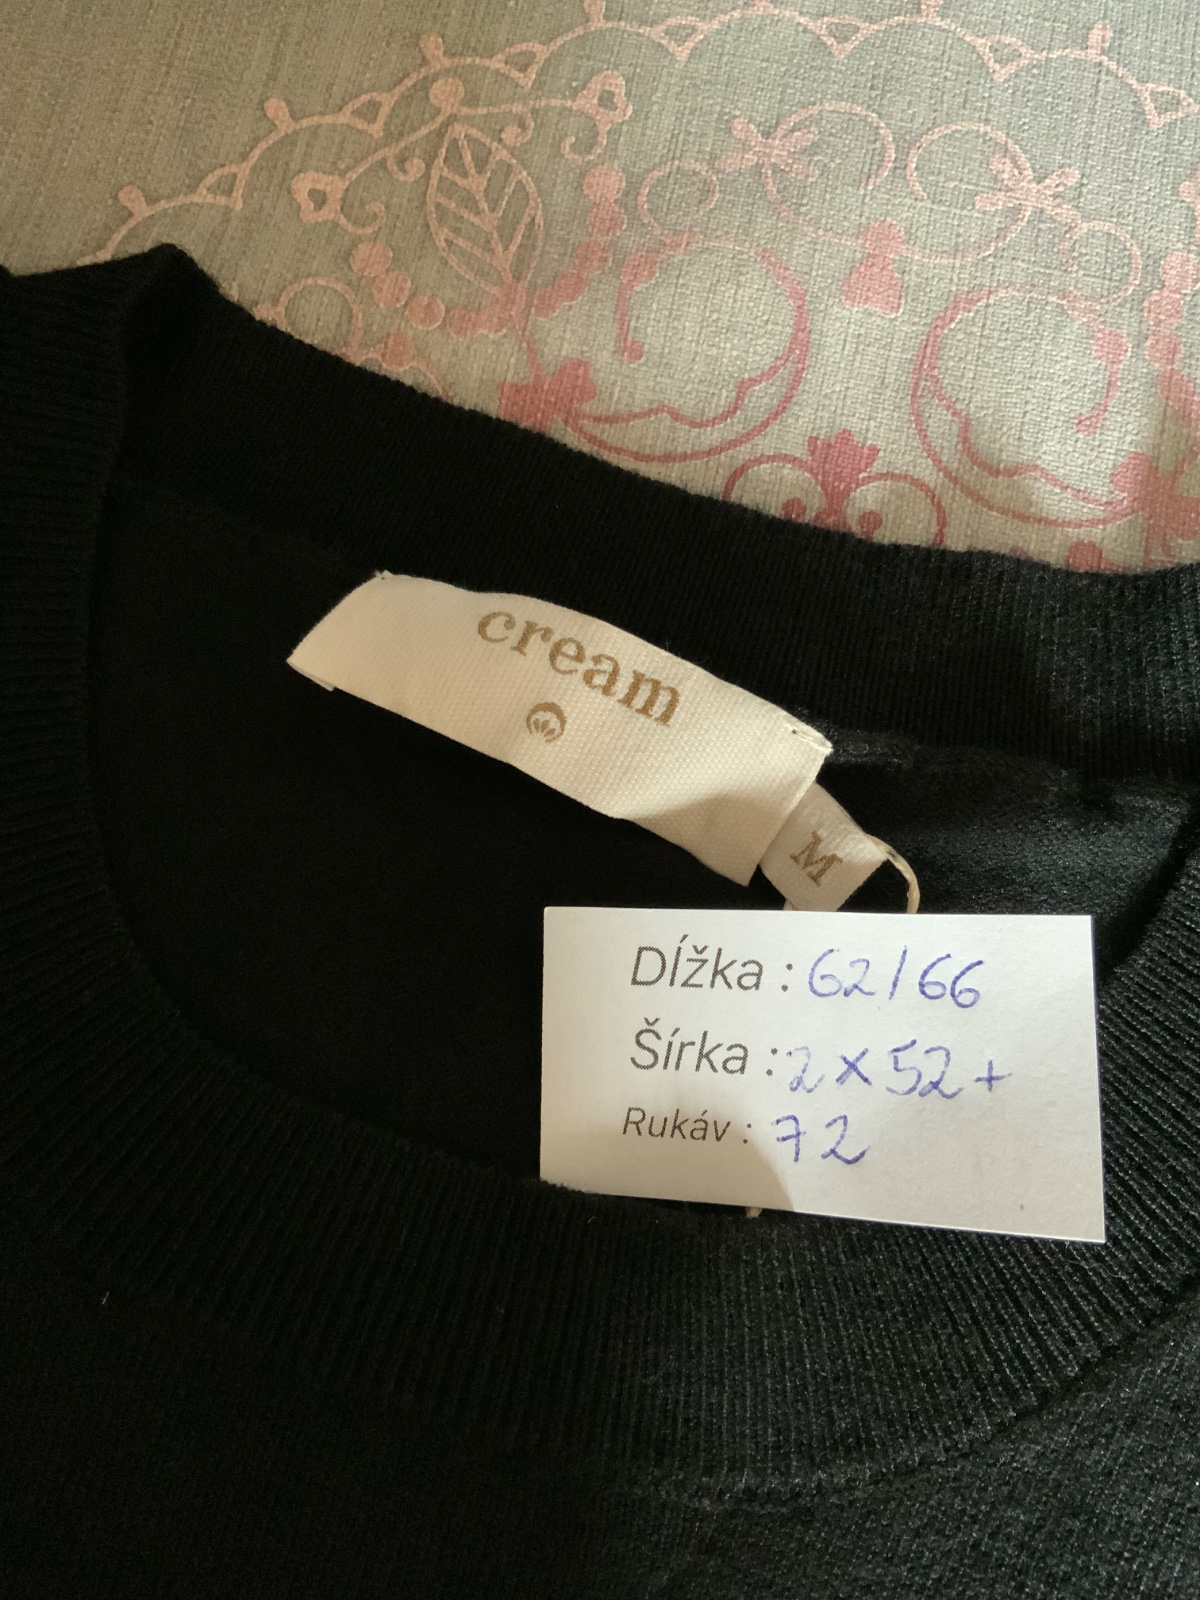 cream
M
Dĺžka : 62/66
Šírka : 2 x 52 +
Rukáv : 72